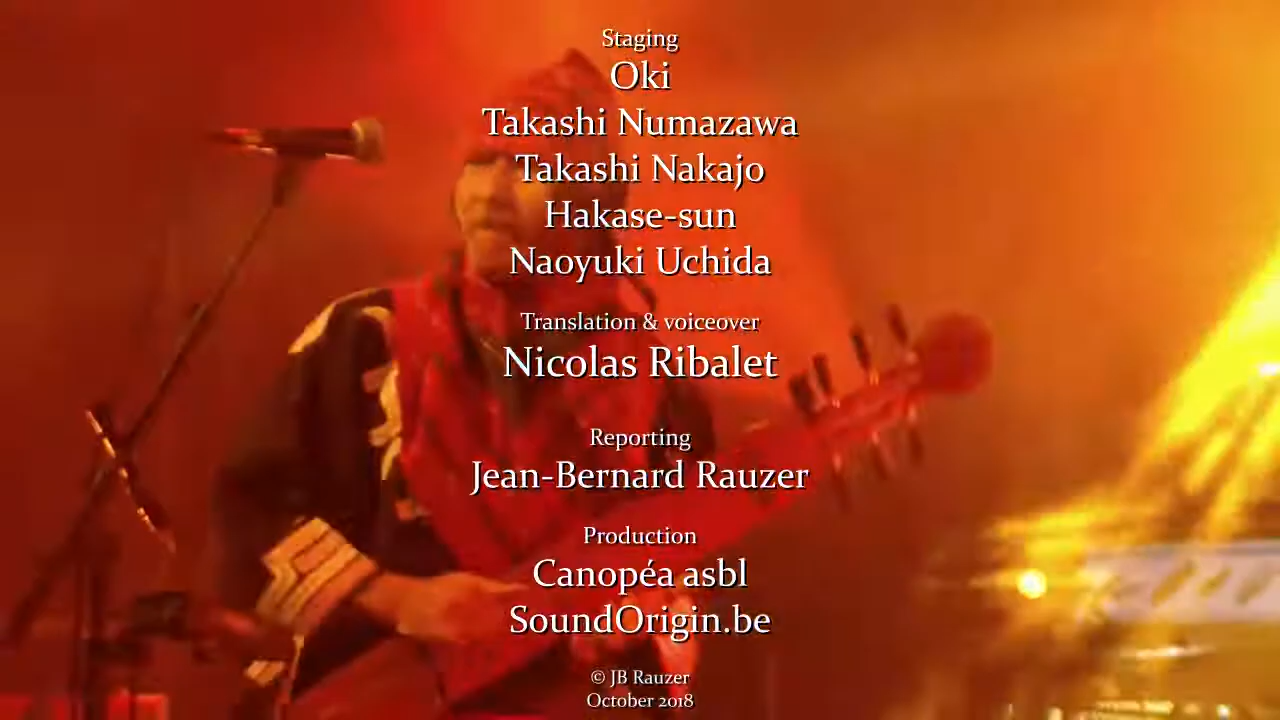 Staging
Oki
Takashi Numazawa
Takashi Nakajo
Hakase-sun
Naoyuki Uchida
Translation & voiceover
Nicolas Ribalet
Reporting
Jean-Bernard Rauzer
Production
Canopéa asbl
SoundOrigin.be
© JB Rauzer
October 2018